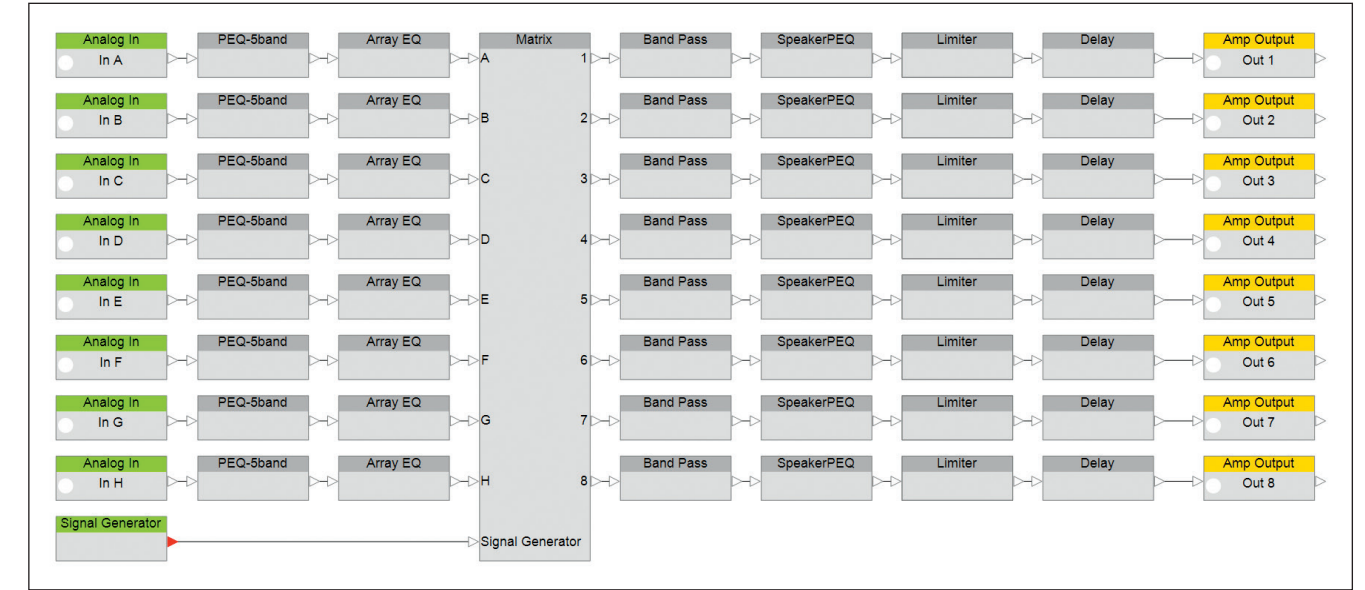 Analog In PEQ-5band Array EQ Matrix Band Pass SpeakerPEQ Limiter Delay Amp Output
In A A 1 Out 1
Analog In PEQ-5band Array EQ Band Pass SpeakerPEQ Limiter Delay Amp Output
In B B 2 Out 2
Analog In PEQ-5band Array EQ Band Pass SpeakerPEQ Limiter Delay Amp Output
In C C 3 Out 3
Analog In PEQ-5band Array EQ Band Pass SpeakerPEQ Limiter Delay Amp Output
In D D 4 Out 4
Analog In PEQ-5band Array EQ Band Pass SpeakerPEQ Limiter Delay Amp Output
In E E 5 Out 5
Analog In PEQ-5band Array EQ Band Pass SpeakerPEQ Limiter Delay Amp Output
In F F 6 Out 6
Analog In PEQ-5band Array EQ Band Pass SpeakerPEQ Limiter Delay Amp Output
In G G 7 Out 7
Analog In PEQ-5band Array EQ Band Pass SpeakerPEQ Limiter Delay Amp Output
In H H 8 Out 8
Signal Generator
Signal Generator